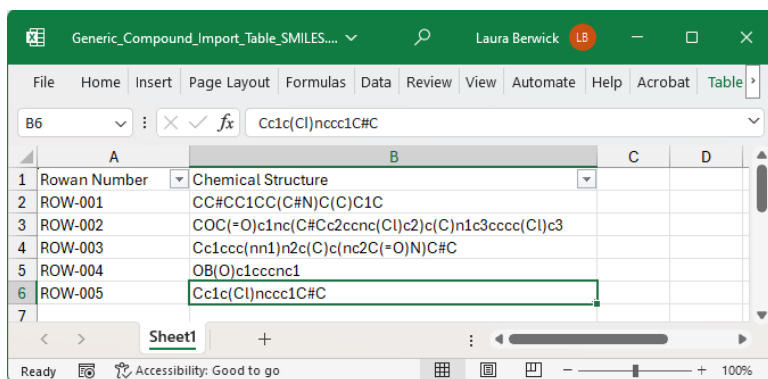 Generic_Compound_Import_Table_SMILES.... Laura Berwick LB
File Home Insert Page Layout Formulas Data Review View Automate Help Acrobat Table
B6 fx Cc1c(Cl)nccc1C#C
A B C D
1 Rowan Number Chemical Structure
2 ROW-001 CC#CC1CC(C#N)C(C)C1C
3 ROW-002 COC(=O)c1nc(C#Cc2ccnc(Cl)c2)c(C)n1c3cccc(Cl)c3
4 ROW-003 Cc1ccc(nn1)n2c(C)c(nc2C(=O)N)C#C
5 ROW-004 OB(O)c1cccnc1
6 ROW-005 Cc1c(Cl)nccc1C#C
7
Sheet1
Ready Accessibility: Good to go 100%